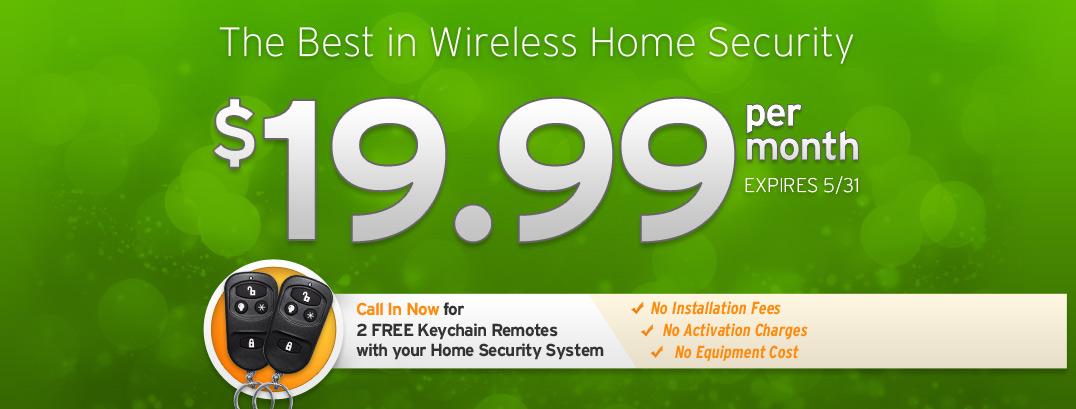 The Best in Wireless Home Security
$19.99 per month
EXPIRES 5/31
Call In Now for
2 FREE Keychain Remotes
with your Home Security System
No Installation Fees
No Activation Charges
No Equipment Cost